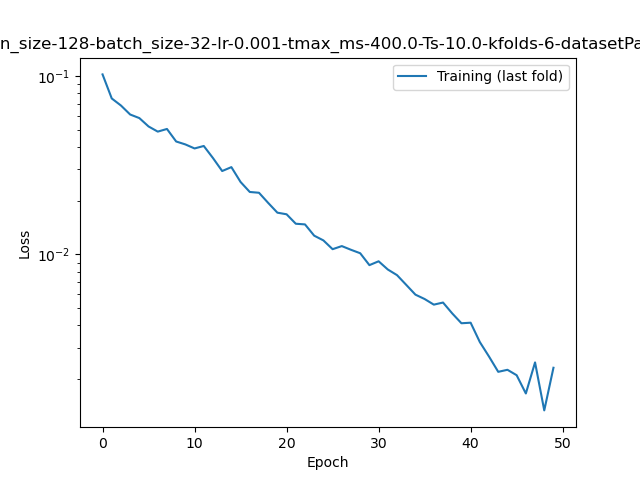 n_size-128-batch_size-32-lr-0.001-tmax_ms-400.0-Ts-10.0-kfolds-6-datasetPa
Training (last fold)
10⁻¹
10⁻²
Loss
0 10 20 30 40 50
Epoch